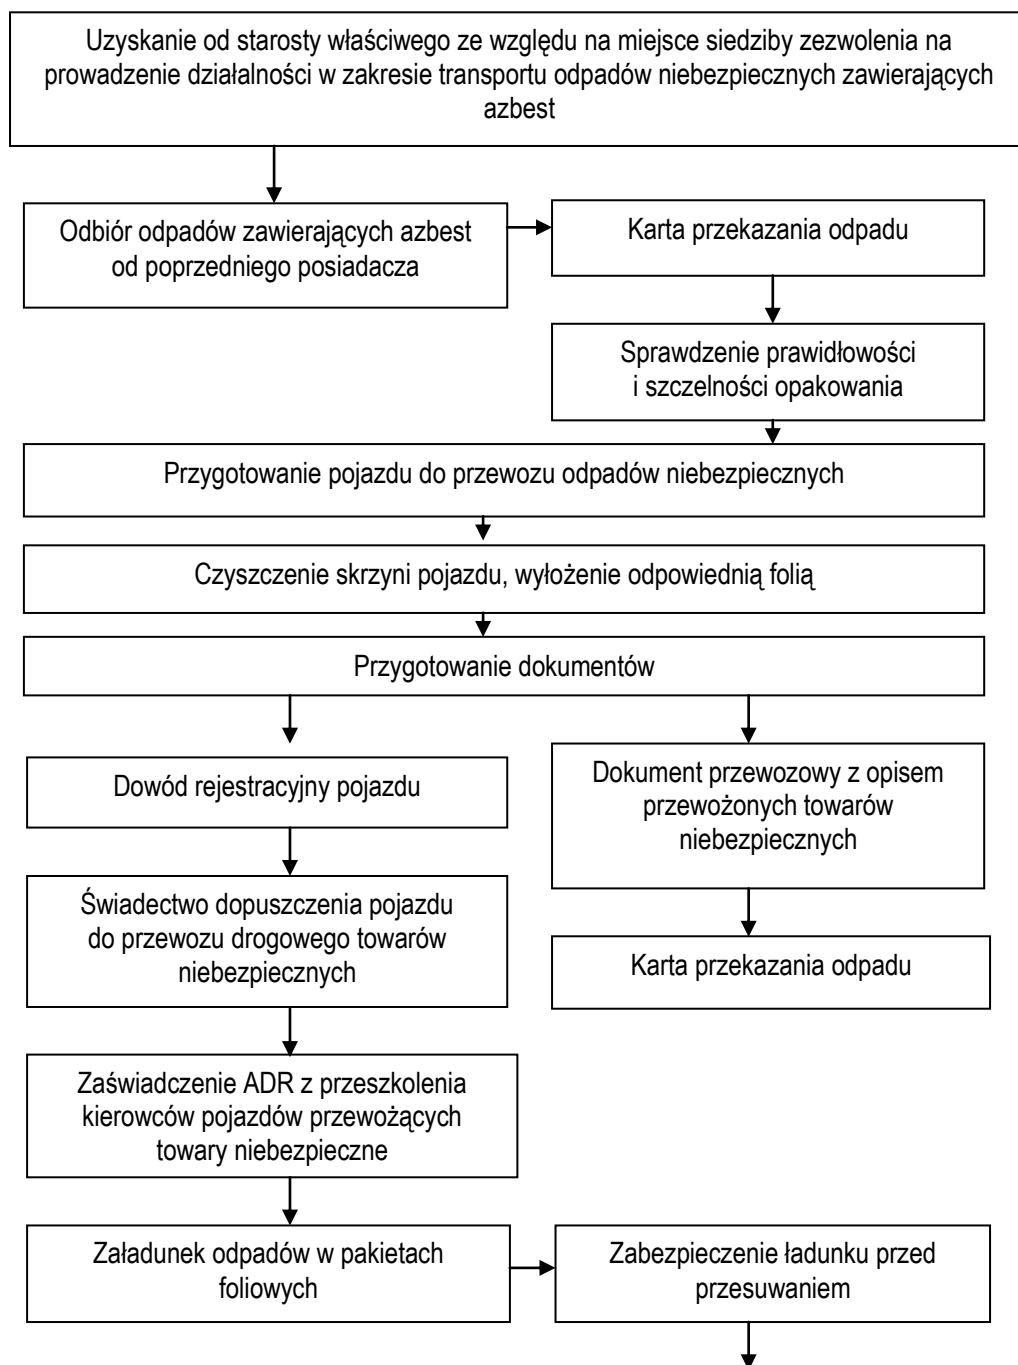 Uzyskanie od starosty właściwego ze względu na miejsce siedziby zezwolenia na
prowadzenie działalności w zakresie transportu odpadów niebezpiecznych zawierających
azbest
Odbiór odpadów zawierających azbest
od poprzedniego posiadacza
Karta przekazania odpadu
Sprawdzenie prawidłowości
i szczelności opakowania
Przygotowanie pojazdu do przewozu odpadów niebezpiecznych
Czyszczenie skrzyni pojazdu, wyłożenie odpowiednią folią
Przygotowanie dokumentów
Dowód rejestracyjny pojazdu
Świadectwo dopuszczenia pojazdu
do przewozu drogowego towarów
niebezpiecznych
Zaświadczenie ADR z przeszkolenia
kierowców pojazdów przewożących
towary niebezpieczne
Dokument przewozowy z opisem
przewożonych towarów
niebezpiecznych
Karta przekazania odpadu
Załadunek odpadów w pakietach
foliowych
Zabezpieczenie ładunku przed
przesuwaniem